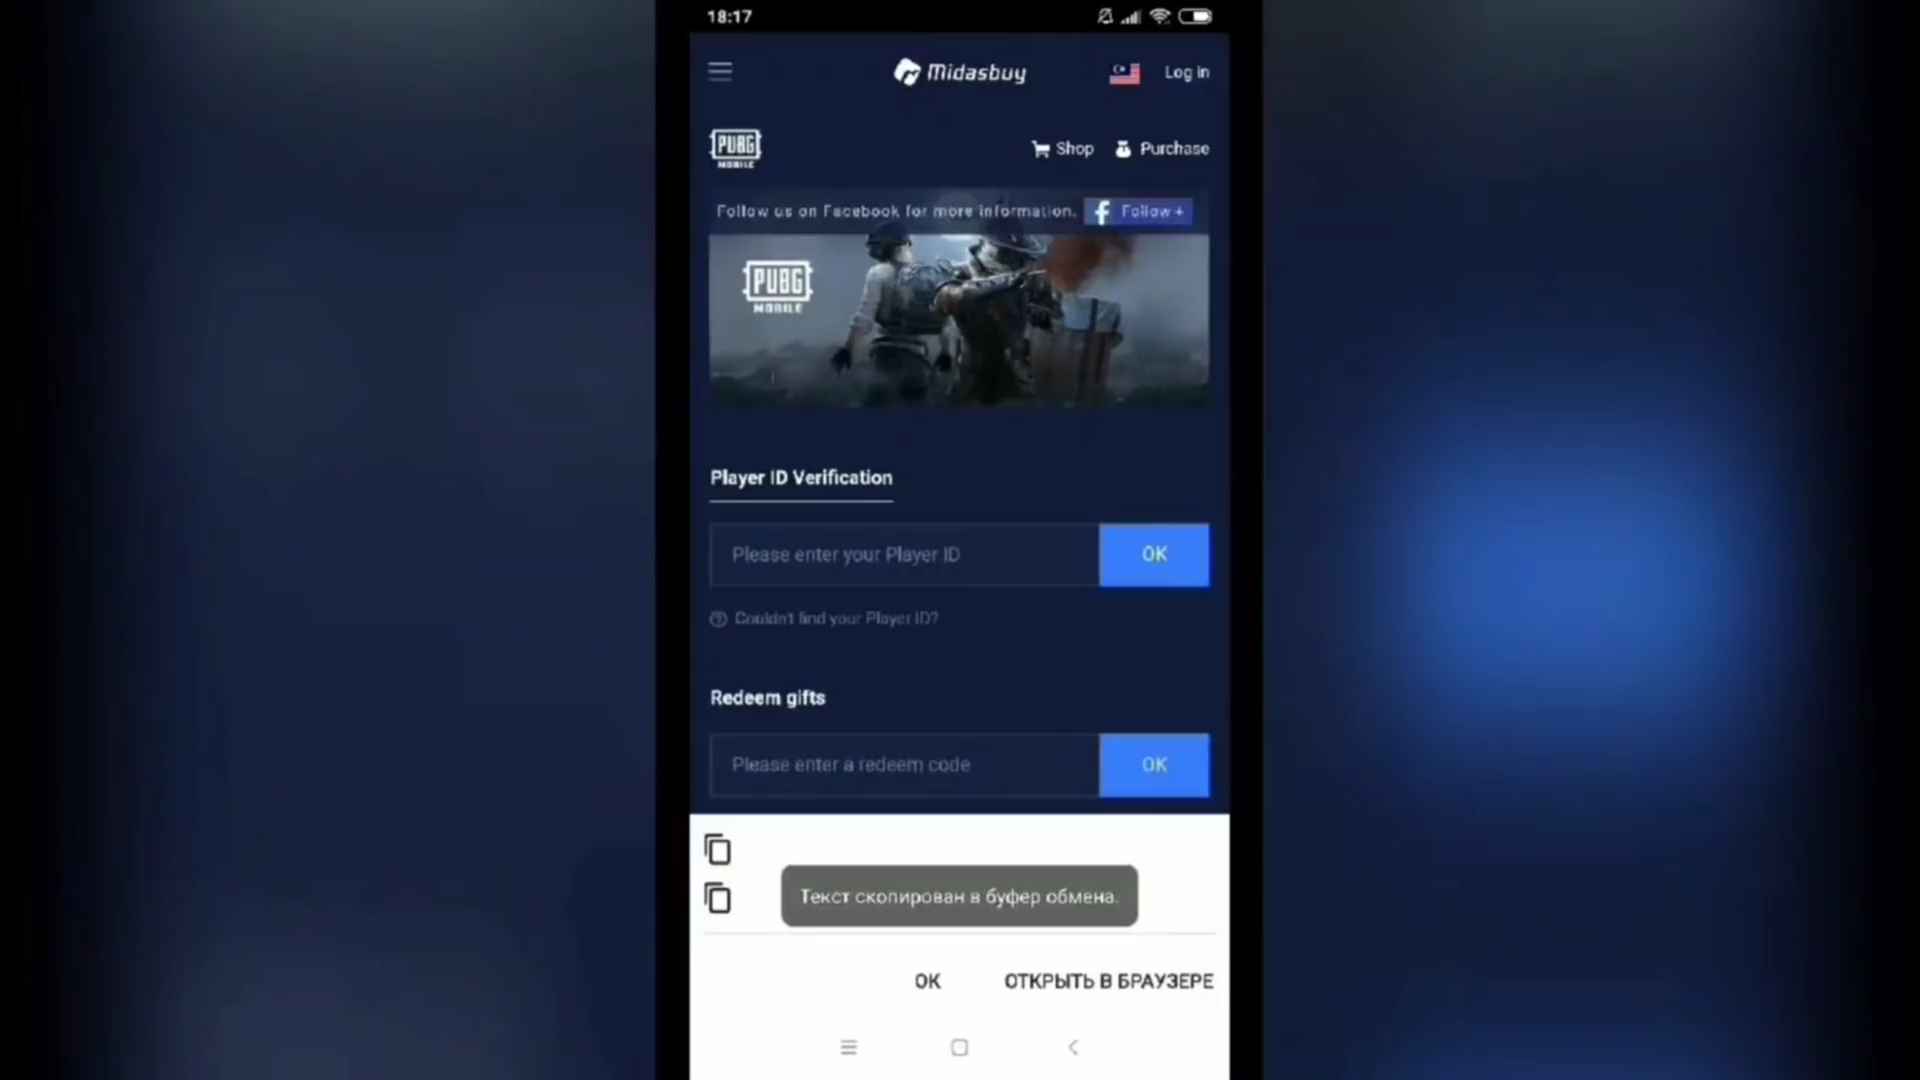 18:17
Midasbuy
Log in
PUBG
MOBILE
Shop
Purchase
Follow us on Facebook for more information.
f Follow +
PUBG
MOBILE
Player ID Verification
Please enter your Player ID
OK
Couldn't find your Player ID?
Redeem gifts
Please enter a redeem code
OK
Текст скопирован в буфер обмена.
ОК
ОТКРЫТЬ В БРАУЗЕРЕ